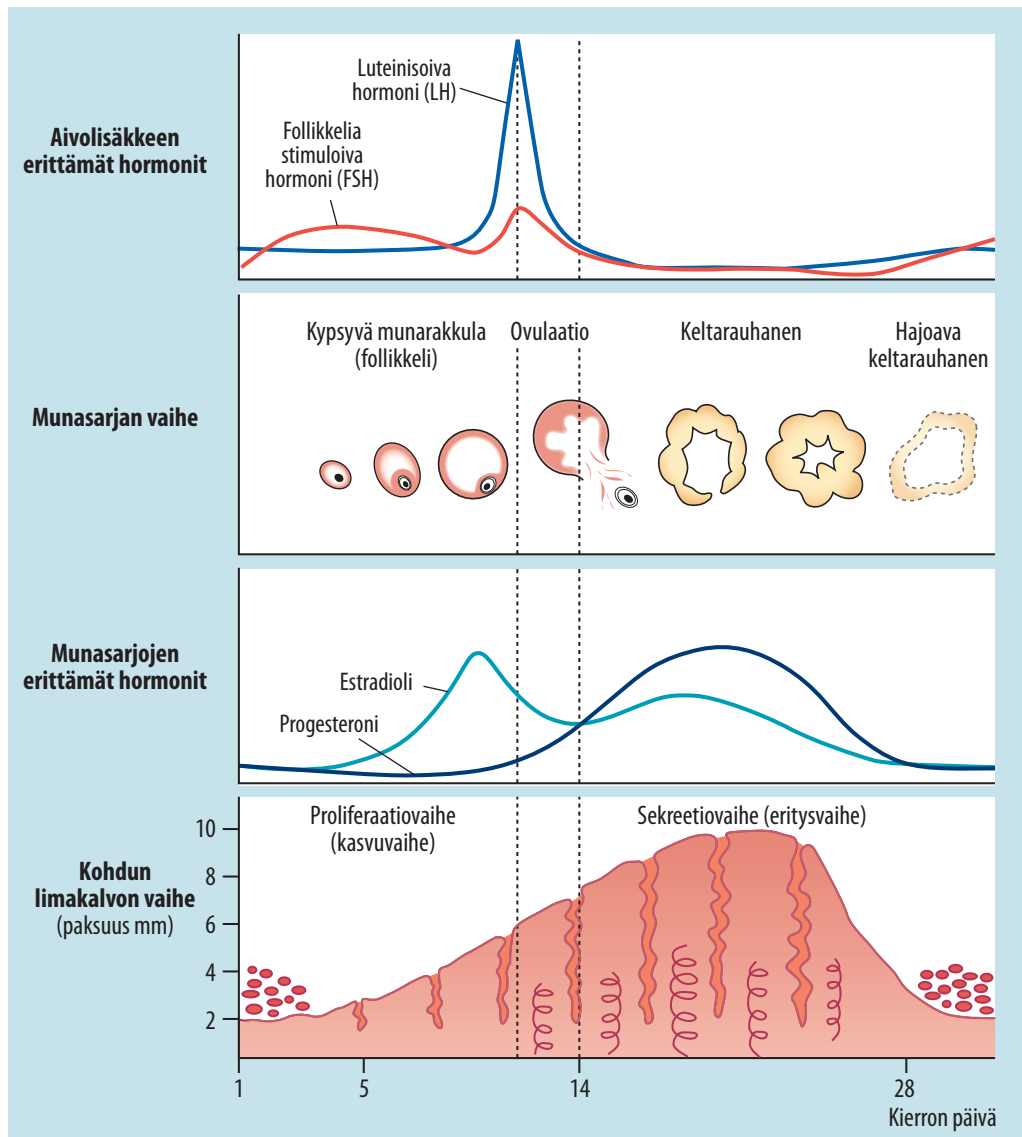 Aivolisäkkeen
erittämät hormonit
Luteinisoiva
hormoni (LH)
Follikkelia
stimuloiva
hormoni (FSH)
Munasarjan vaihe
Kypsyvä munarakkula
(follikkeli)
Ovulaatio
Keltarauhanen
Hajoava
keltarauhanen
Munasarjojen
erittämät hormonit
Estradioli
Progesteroni
Kohdun
limakalvon vaihe
(paksuus mm)
Proliferaatiovaihe
(kasvuvaihe)
Sekreetiovaihe (eritysvaihe)
10
8
6
4
2
1 5 14 28
Kierron päivä